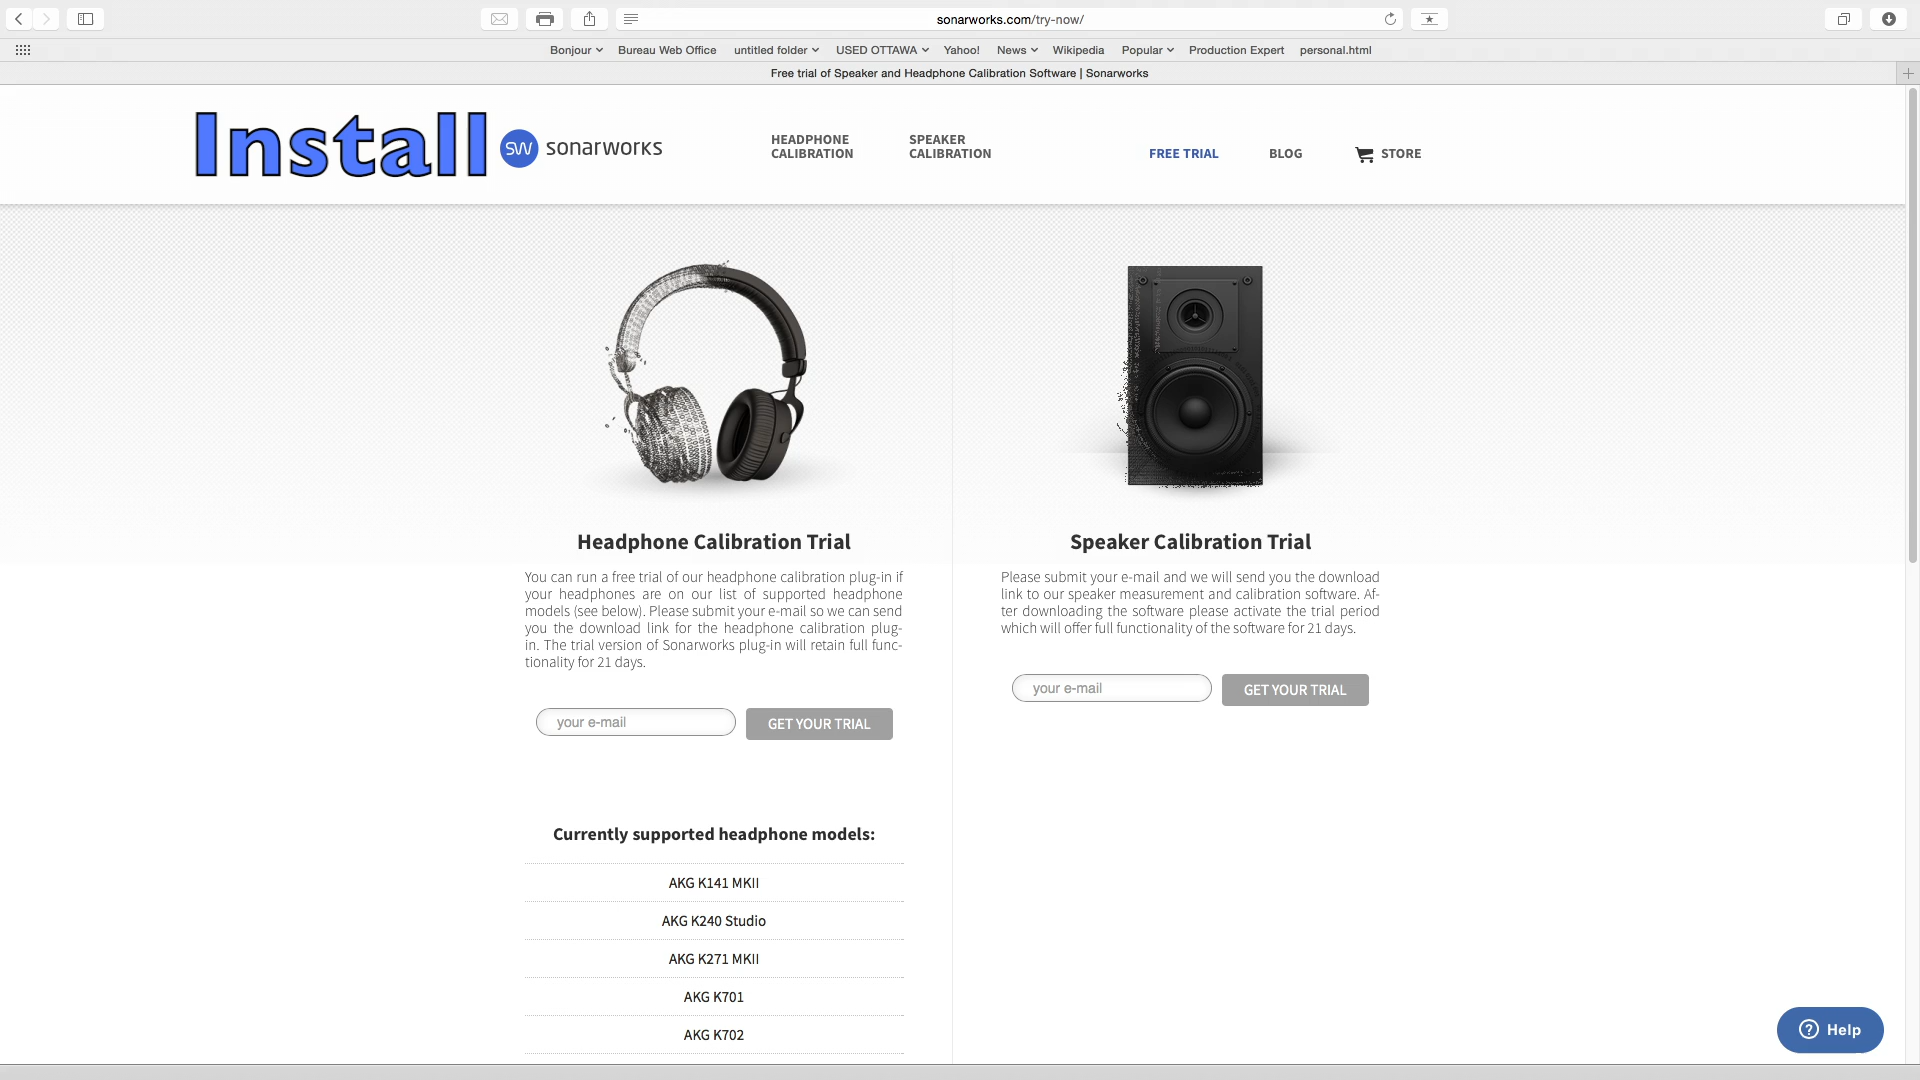 sonarworks.com/try-now/
Bonjour Bureau Web Office untitled folder USED OTTAWA Yahoo! News Wikipedia Popular Production Expert personal.html
Free trial of Speaker and Headphone Calibration Software | Sonarworks
Install
SW sonarworks
HEADPHONE
CALIBRATION
SPEAKER
CALIBRATION
FREE TRIAL
BLOG
STORE
Headphone Calibration Trial
You can run a free trial of our headphone calibration plug-in if
your headphones are on our list of supported headphone
models (see below). Please submit your e-mail so we can send
you the download link for the headphone calibration plug-
in. The trial version of Sonarworks plug-in will retain full func-
tionality for 21 days.
your e-mail
GET YOUR TRIAL
Speaker Calibration Trial
Please submit your e-mail and we will send you the download
link to our speaker measurement and calibration software. Af-
ter downloading the software please activate the trial period
which will offer full functionality of the software for 21 days.
your e-mail
GET YOUR TRIAL
Currently supported headphone models:
AKG K141 MKII
AKG K240 Studio
AKG K271 MKII
AKG K701
AKG K702
? Help